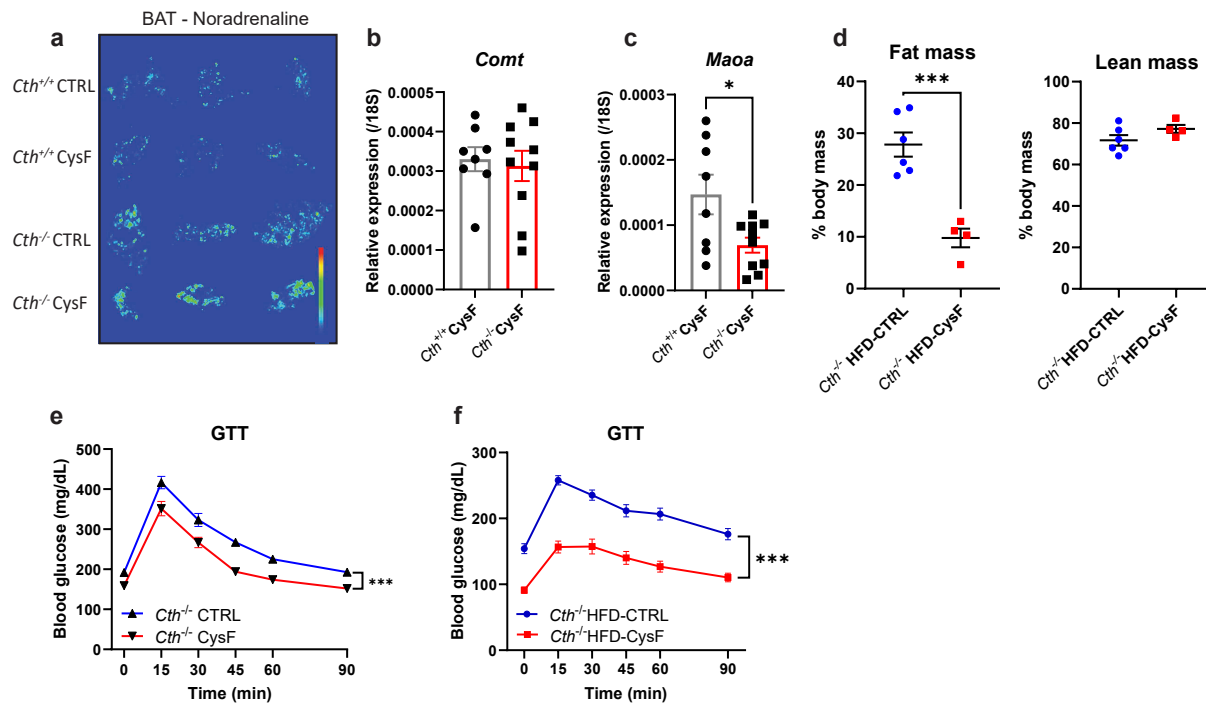 BAT - Noradrenaline
a
Cth+/+ CTRL
Cth+/+ CysF
Cth-/- CTRL
Cth-/- CysF
b
Comt
Relative expression (/18S)
0.0005
0.0004
0.0003
0.0002
0.0001
0.0000
Cth+/+CysF
Cth-/-CysF
c
Maoa
*
Relative expression (/18S)
0.0003
0.0002
0.0001
0.0000
Cth+/+CysF
Cth-/-CysF
d
Fat mass
***
% body mass
40
30
20
10
0
Cth-/- HFD-CTRL
Cth-/- HFD-CysF
Lean mass
% body mass
100
80
60
40
20
0
Cth-/-HFD-CTRL
Cth-/-HFD-CysF
e
GTT
Blood glucose (mg/dL)
500
400
300
200
100
0
***
Cth-/- CTRL
Cth-/- CysF
0 15 30 45 60 90
Time (min)
f
GTT
Blood glucose (mg/dL)
300
200
100
0
***
Cth-/-HFD-CTRL
Cth-/-HFD-CysF
0 15 30 45 60 90
Time (min)